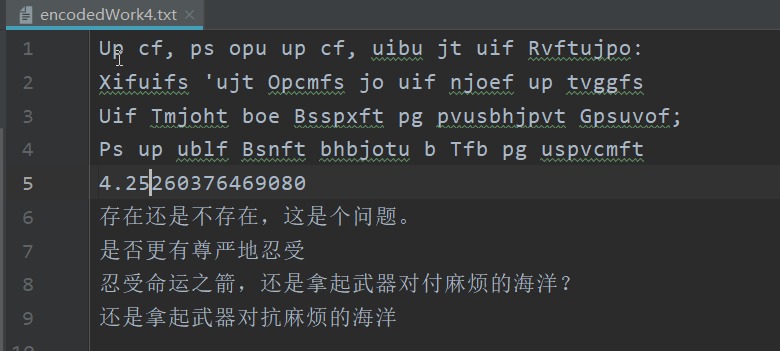 encodedWork4.txt
1 Up cf, ps opu up cf, uibu jt uif Rvftujpo:
2 Xifuifs 'ujt Opcmfs jo uif njoef up tvggfs
3 Uif Tmjoht boe Bsspxft pg pvusbhjpvt Gpsuvof;
4 Ps up ublf Bsnft bhbjotu b Tfb pg uspvcmft
5 4.25260376469080
6 存在还是不存在，这是个问题。
7 是否更有尊严地忍受
8 忍受命运之箭，还是拿起武器对付麻烦的海洋？
9 还是拿起武器对抗麻烦的海洋
10